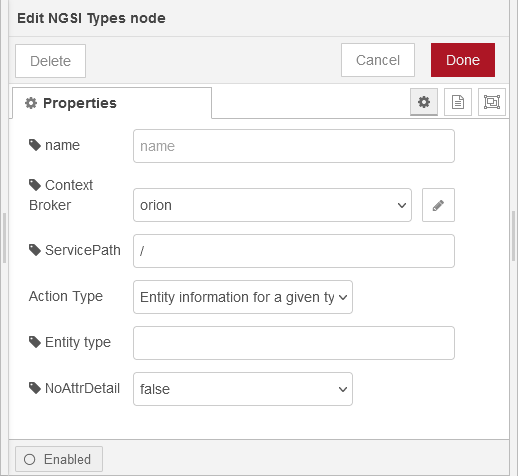 Edit NGSI Types node
Delete
Cancel
Done
Properties
name
name
Context
Broker
orion
ServicePath
/
Action Type
Entity information for a given ty
Entity type
NoAttrDetail
false
Enabled